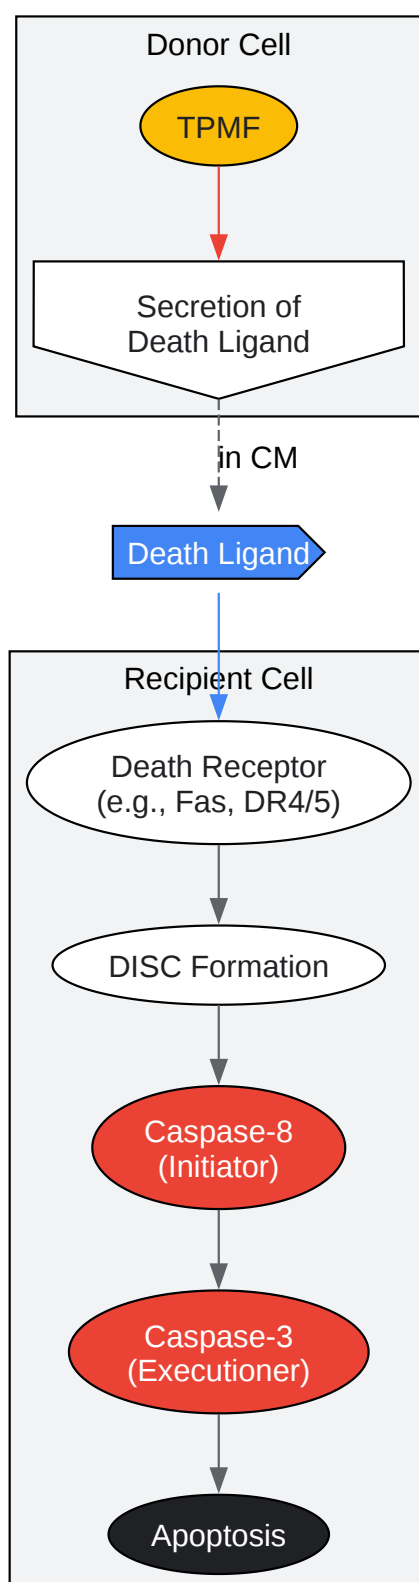 Donor Cell
TPMF
Secretion of
Death Ligand
in CM
Death Ligand
Recipient Cell
Death Receptor
(e.g., Fas, DR4/5)
DISC Formation
Caspase-8
(Initiator)
Caspase-3
(Executioner)
Apoptosis